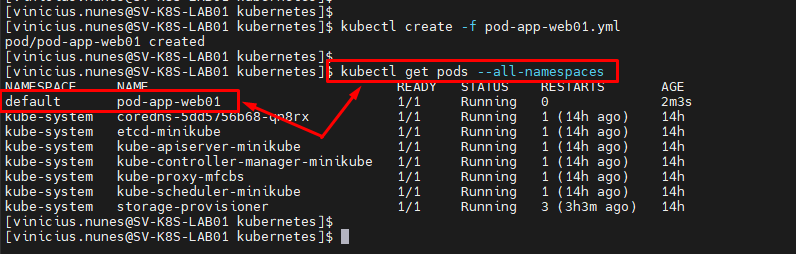 [vinicius.nunes@SV-K8S-LAB01 kubernetes]$
[vinicius.nunes@SV-K8S-LAB01 kubernetes]$ kubectl create -f pod-app-web01.yml
pod/pod-app-web01 created
[vinicius.nunes@SV-K8S-LAB01 kubernetes]$
[vinicius.nunes@SV-K8S-LAB01 kubernetes]$ kubectl get pods --all-namespaces
NAMESPACE NAME READY STATUS RESTARTS AGE
default pod-app-web01 1/1 Running 0 2m3s
kube-system coredns-5dd5756b68-qp8rx 1/1 Running 1 (14h ago) 14h
kube-system etcd-minikube 1/1 Running 1 (14h ago) 14h
kube-system kube-apiserver-minikube 1/1 Running 1 (14h ago) 14h
kube-system kube-controller-manager-minikube 1/1 Running 1 (14h ago) 14h
kube-system kube-proxy-mfcbs 1/1 Running 1 (14h ago) 14h
kube-system kube-scheduler-minikube 1/1 Running 1 (14h ago) 14h
kube-system storage-provisioner 1/1 Running 3 (3h3m ago) 14h
[vinicius.nunes@SV-K8S-LAB01 kubernetes]$
[vinicius.nunes@SV-K8S-LAB01 kubernetes]$